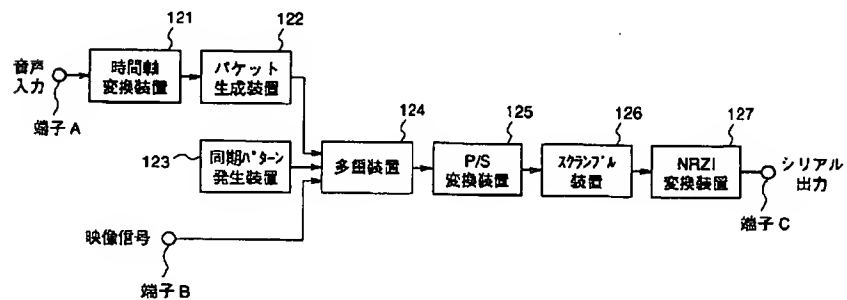 121
122
音声
入力
時間軸
変換装置
パケット
生成装置
端子A
124
125
126
127
123
同期パターン
発生装置
多重装置
P/S
変換装置
スクランブル
装置
NRZI
変換装置
シリアル
出力
端子C
映像信号
端子B